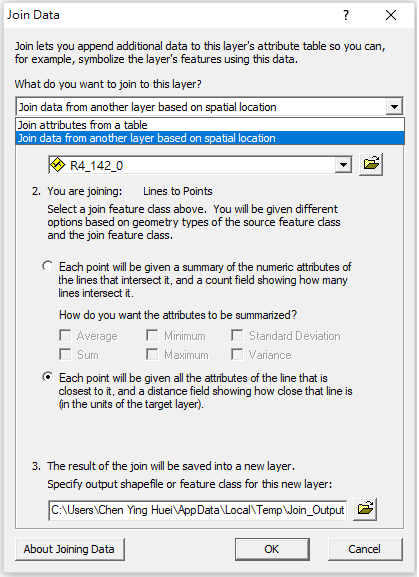 Join Data
?
Join lets you append additional data to this layer's attribute table so you can,
for example, symbolize the layer's features using this data.
What do you want to join to this layer?
Join data from another layer based on spatial location
Join attributes from a table
Join data from another layer based on spatial location
R4_142_0
2. You are joining: Lines to Points
Select a join feature class above. You will be given different
options based on geometry types of the source feature class
and the join feature class.
Each point will be given a summary of the numeric attributes of
the lines that intersect it, and a count field showing how many
lines intersect it.
How do you want the attributes to be summarized?
Average Minimum Standard Deviation
Sum Maximum Variance
Each point will be given all the attributes of the line that is
closest to it, and a distance field showing how close that line is
(in the units of the target layer).
3. The result of the join will be saved into a new layer.
Specify output shapefile or feature class for this new layer:
C:\Users\Chen Ying Huei\AppData\Local\Temp\Join_Output
About Joining Data OK Cancel